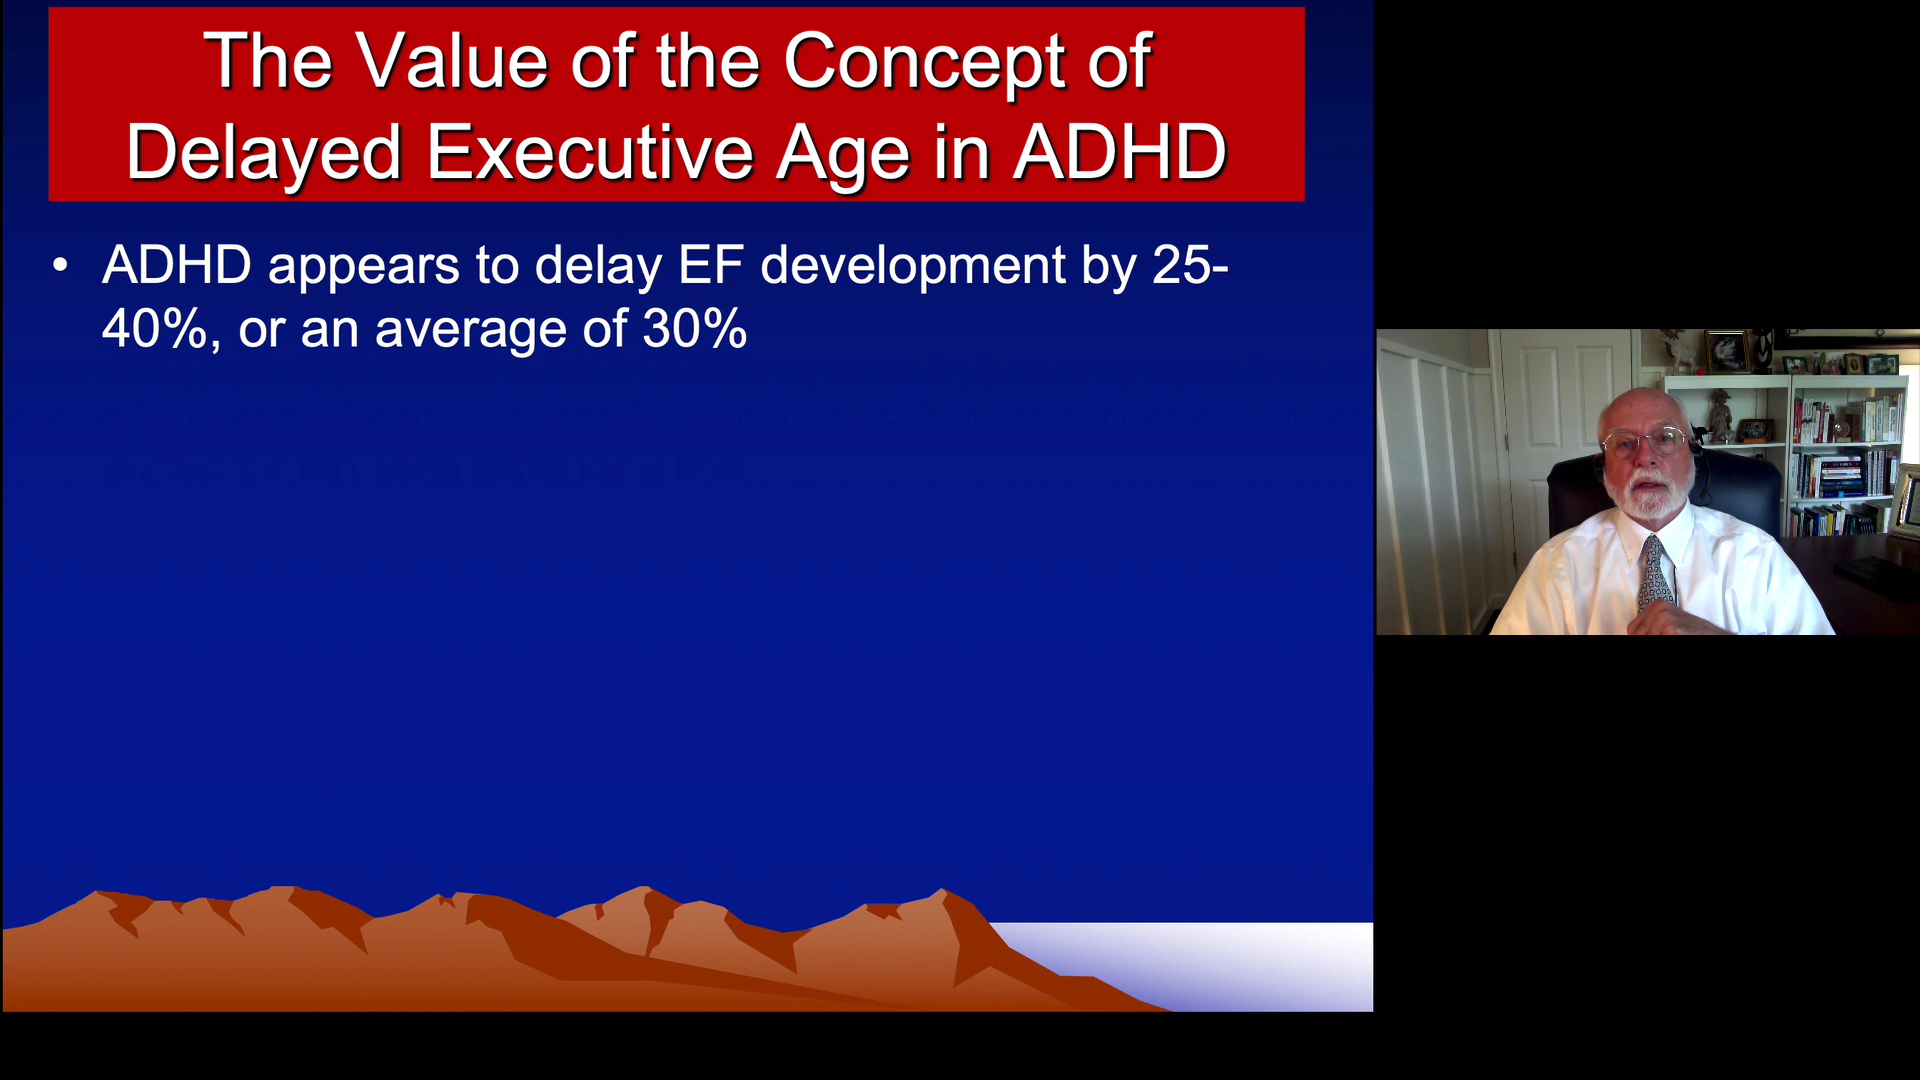 The Value of the Concept of
Delayed Executive Age in ADHD
• ADHD appears to delay EF development by 25-
40%, or an average of 30%